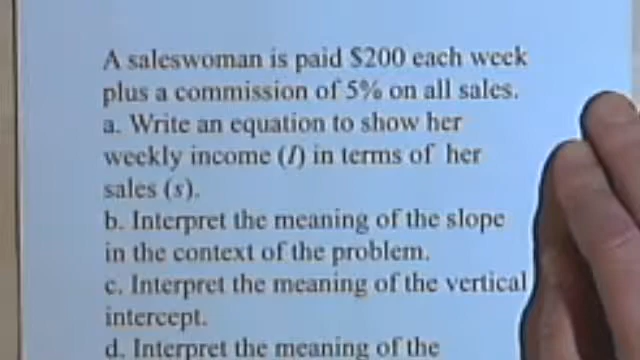 A saleswoman is paid $200 each week
plus a commission of 5% on all sales.
a. Write an equation to show her
weekly income (I) in terms of her
sales (s).
b. Interpret the meaning of the slope
in the context of the problem.
c. Interpret the meaning of the vertical
intercept.
d. Interpret the meaning of the